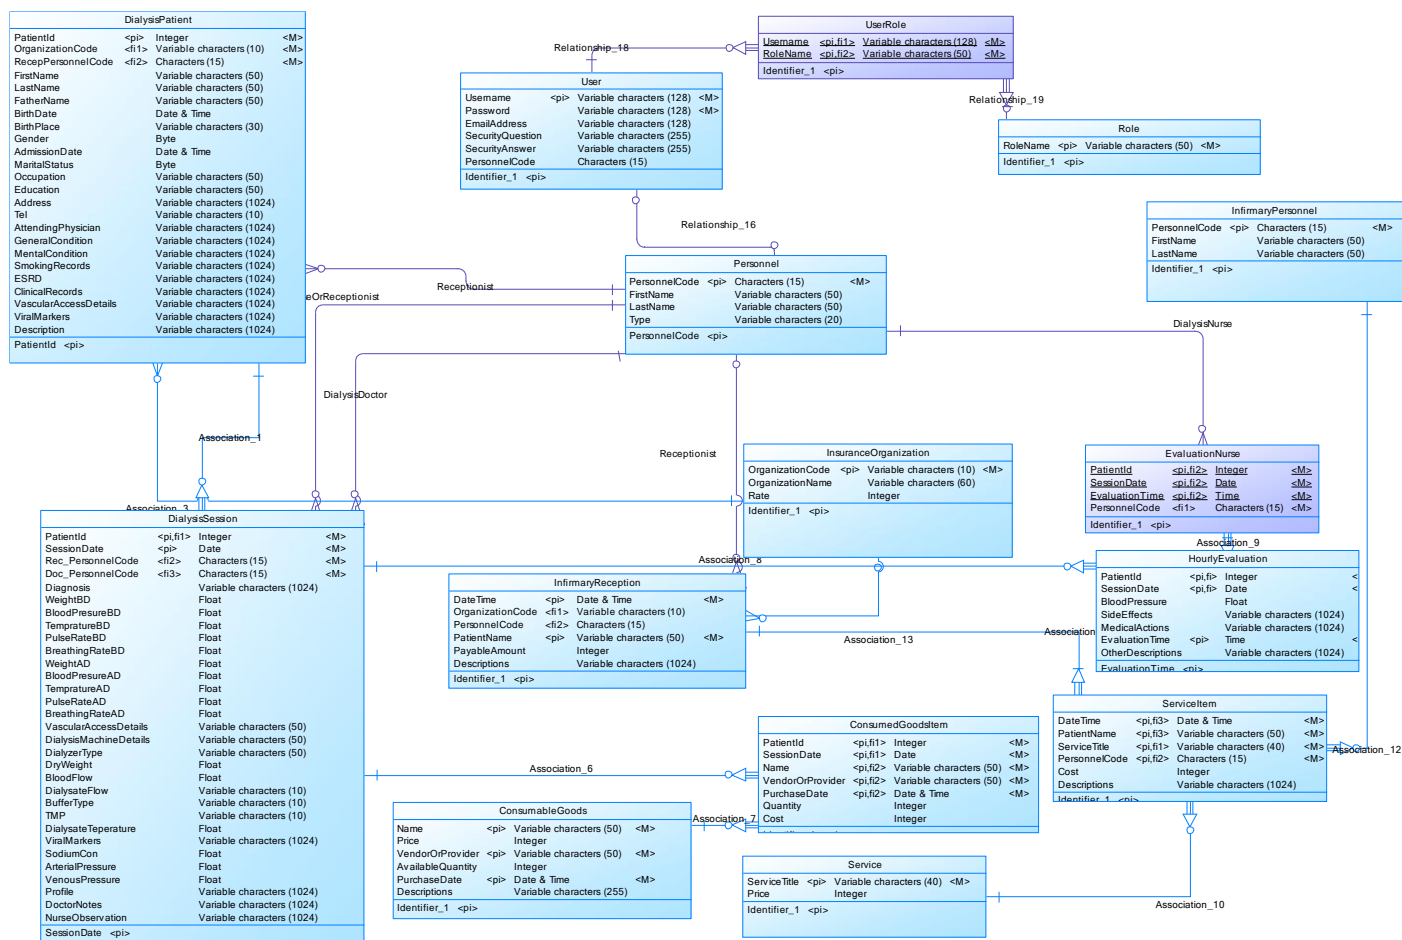 DialysisPatient
PatientId <pi> Integer <M>
OrganizationCode <fi1> Variable characters (10) <M>
RecepPersonnelCode <fi2> Characters (15) <M>
FirstName Variable characters (50)
LastName Variable characters (50)
FatherName Variable characters (50)
BirthDate Date & Time
BirthPlace Variable characters (30)
Gender Byte
AdmissionDate Date & Time
MaritalStatus Byte
Occupation Variable characters (50)
Education Variable characters (50)
Address Variable characters (1024)
Tel Variable characters (10)
AttendingPhysician Variable characters (1024)
GeneralCondition Variable characters (1024)
MentalCondition Variable characters (1024)
SmokingRecords Variable characters (1024)
ESRD Variable characters (1024)
ClinicalRecords Variable characters (1024)
VascularAccessDetails Variable characters (1024)
ViralMarkers Variable characters (1024)
Description Variable characters (1024)
PatientId <pi>
Relationship_18
UserRole
Username <pi,fi1> Variable characters (128) <M>
RoleName <pi,fi2> Variable characters (50) <M>
Identifier_1 <pi>
User
Username <pi> Variable characters (128) <M>
Password Variable characters (128) <M>
EmailAddress Variable characters (128)
SecurityQuestion Variable characters (255)
SecurityAnswer Variable characters (255)
PersonnelCode Characters (15)
Identifier_1 <pi>
Relationship_19
Role
RoleName <pi> Variable characters (50) <M>
Identifier_1 <pi>
Relationship_16
InfirmaryPersonnel
PersonnelCode <pi> Characters (15) <M>
FirstName Variable characters (50)
LastName Variable characters (50)
Identifier_1 <pi>
Personnel
PersonnelCode <pi> Characters (15) <M>
FirstName Variable characters (50)
LastName Variable characters (50)
Type Variable characters (20)
PersonnelCode <pi>
Receptionist
eOrReceptionist
DialysisNurse
DialysisDoctor
Association_1
Receptionist
Association_3
InsuranceOrganization
OrganizationCode <pi> Variable characters (10) <M>
OrganizationName Variable characters (60)
Rate Integer
Identifier_1 <pi>
EvaluationNurse
PatientId <pi,fi2> Integer <M>
SessionDate <pi,fi2> Date <M>
EvaluationTime <pi,fi2> Time <M>
PersonnelCode <fi1> Characters (15) <M>
Identifier_1 <pi>
DialysisSession
PatientId <pi,fi1> Integer <M>
SessionDate <pi> Date <M>
Rec_PersonnelCode <fi2> Characters (15) <M>
Doc_PersonnelCode <fi3> Characters (15) <M>
Diagnosis Variable characters (1024)
WeightBD Float
BloodPresureBD Float
TempratureBD Float
PulseRateBD Float
BreathingRateBD Float
WeightAD Float
BloodPresureAD Float
TempratureAD Float
PulseRateAD Float
BreathingRateAD Float
VascularAccessDetails Variable characters (50)
DialysisMachineDetails Variable characters (50)
DialyzerType Variable characters (50)
DryWeight Float
BloodFlow Float
DialysateFlow Variable characters (10)
BufferType Variable characters (10)
TMP Variable characters (10)
DialysateTeperature Float
ViralMarkers Variable characters (1024)
SodiumCon Float
ArterialPressure Float
VenousPressure Float
Profile Variable characters (1024)
DoctorNotes Variable characters (1024)
NurseObservation Variable characters (1024)
SessionDate <pi>
Association_8
Association_9
HourlyEvaluation
PatientId <pi,fi> Integer <
SessionDate <pi,fi> Date <
BloodPressure Float
SideEffects Variable characters (1024)
MedicalActions Variable characters (1024)
EvaluationTime <pi> Time <
OtherDescriptions Variable characters (1024)
EvaluationTime <pi>
InfirmaryReception
DateTime <pi> Date & Time <M>
OrganizationCode <fi1> Variable characters (10)
PersonnelCode <fi2> Characters (15)
PatientName <pi> Variable characters (50) <M>
PayableAmount Integer
Descriptions Variable characters (1024)
Identifier_1 <pi>
Association_13
Association
ServiceItem
DateTime <pi,fi3> Date & Time <M>
PatientName <pi,fi3> Variable characters (50) <M>
ServiceTitle <pi,fi1> Variable characters (40) <M>
PersonnelCode <pi,fi2> Characters (15) <M>
Cost Integer
Descriptions Variable characters (1024)
Identifier_1 <pi>
Association_12
ConsumedGoodsItem
PatientId <pi,fi1> Integer <M>
SessionDate <pi,fi1> Date <M>
Name <pi,fi2> Variable characters (50) <M>
VendorOrProvider <pi,fi2> Variable characters (50) <M>
PurchaseDate <pi,fi2> Date & Time <M>
Quantity Integer
Cost Integer
Association_6
ConsumableGoods
Name <pi> Variable characters (50) <M>
Price Integer
VendorOrProvider <pi> Variable characters (50) <M>
AvailableQuantity Integer
PurchaseDate <pi> Date & Time <M>
Descriptions Variable characters (255)
Identifier_1 <pi>
Association_7
Service
ServiceTitle <pi> Variable characters (40) <M>
Price Integer
Identifier_1 <pi>
Association_10